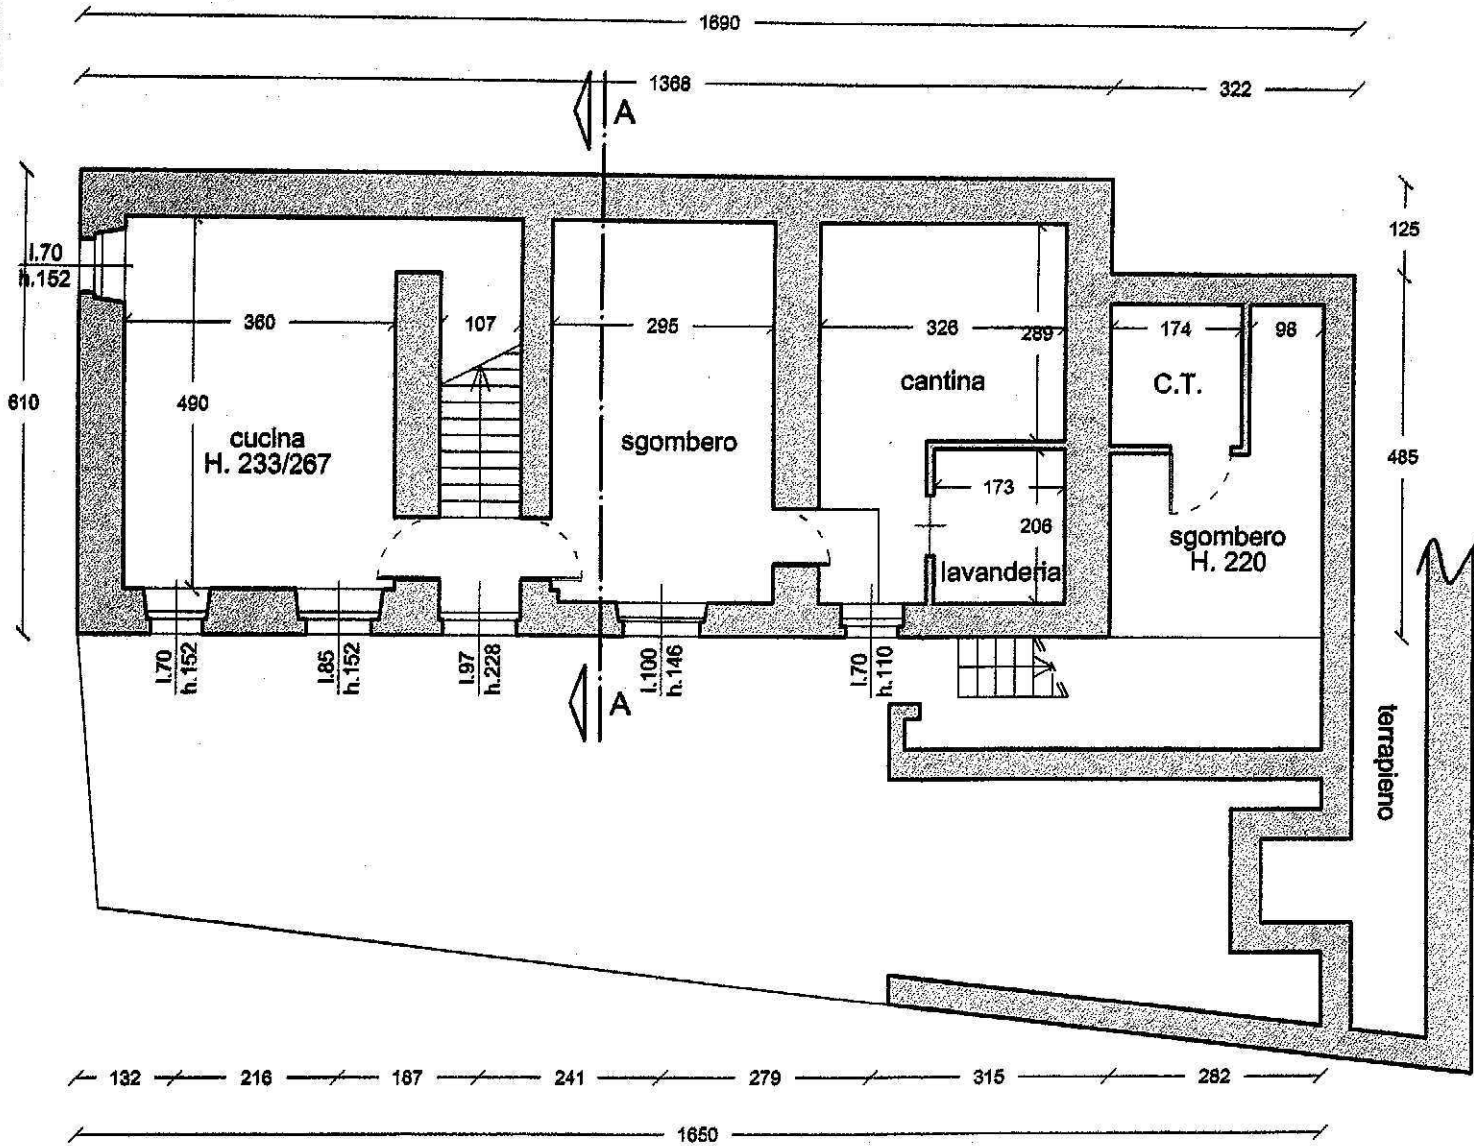 1690
1368
322
A
125
l.70
h.152
360
107
295
326
289
174
98
610
490
cucina
H. 233/267
sgombero
cantina
C.T.
485
173
206
lavanderia
sgombero
H. 220
l.70
h.152
l.85
h.152
l.97
h.228
l.100
h.146
l.70
h.110
A
terrapieno
132
216
187
241
279
315
282
1650